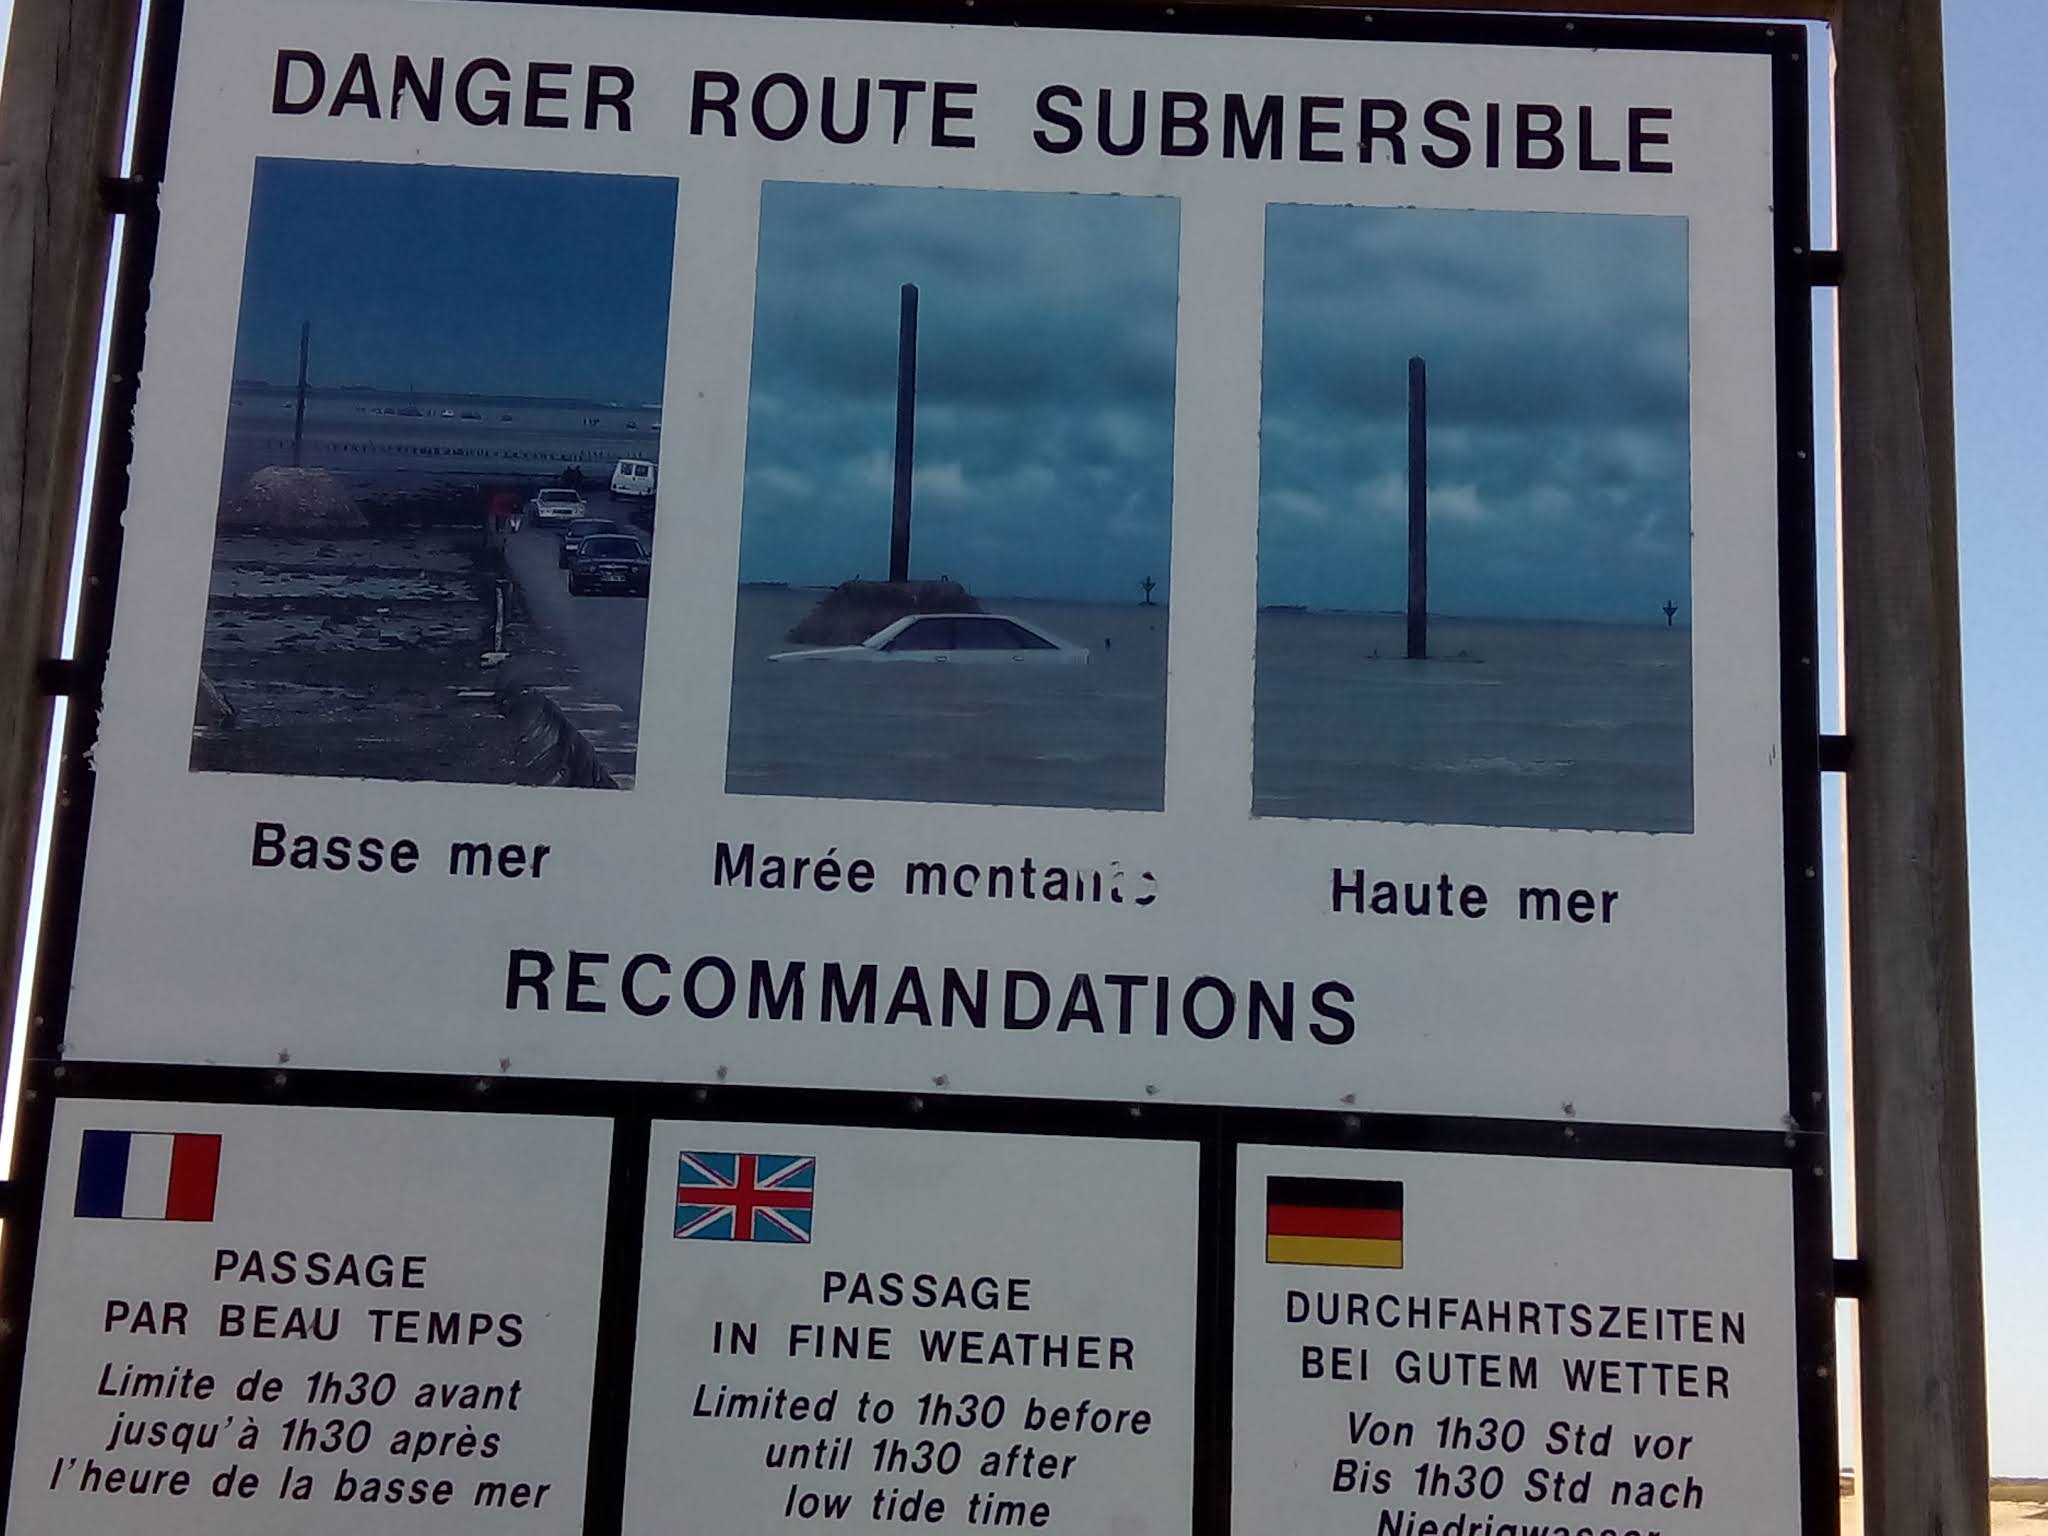 DANGER ROUTE SUBMERSIBLE
Basse mer
Marée montante
Haute mer
RECOMMANDATIONS
PASSAGE
PAR BEAU TEMPS
Limite de 1h30 avant
jusqu'à 1h30 après
l'heure de la basse mer
PASSAGE
IN FINE WEATHER
Limited to 1h30 before
until 1h30 after
low tide time
DURCHFAHRTSZEITEN
BEI GUTEM WETTER
Von 1h30 Std vor
Bis 1h30 Std nach
Niedrigwasser